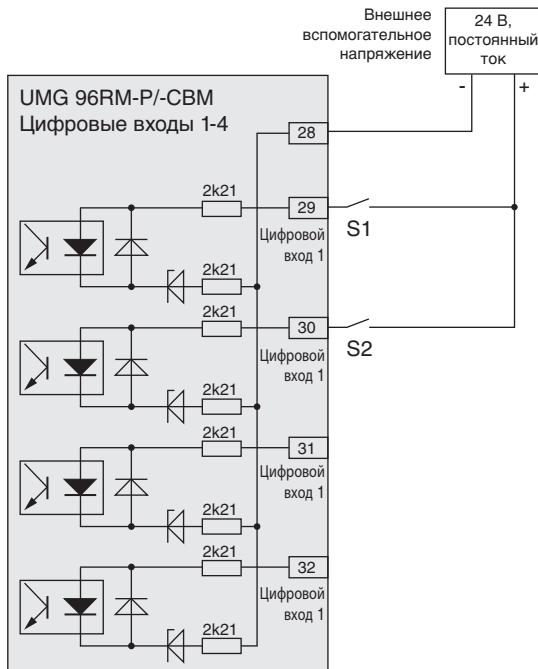 Внешнее
вспомогательное
напряжение
24 В,
постоянный
ток
- +
UMG 96RM-P/-CBM
Цифровые входы 1-4
28
2k21
29
S1
Цифровой
вход 1
2k21
2k21
30
S2
Цифровой
вход 1
2k21
2k21
31
Цифровой
вход 1
2k21
2k21
32
Цифровой
вход 1
2k21